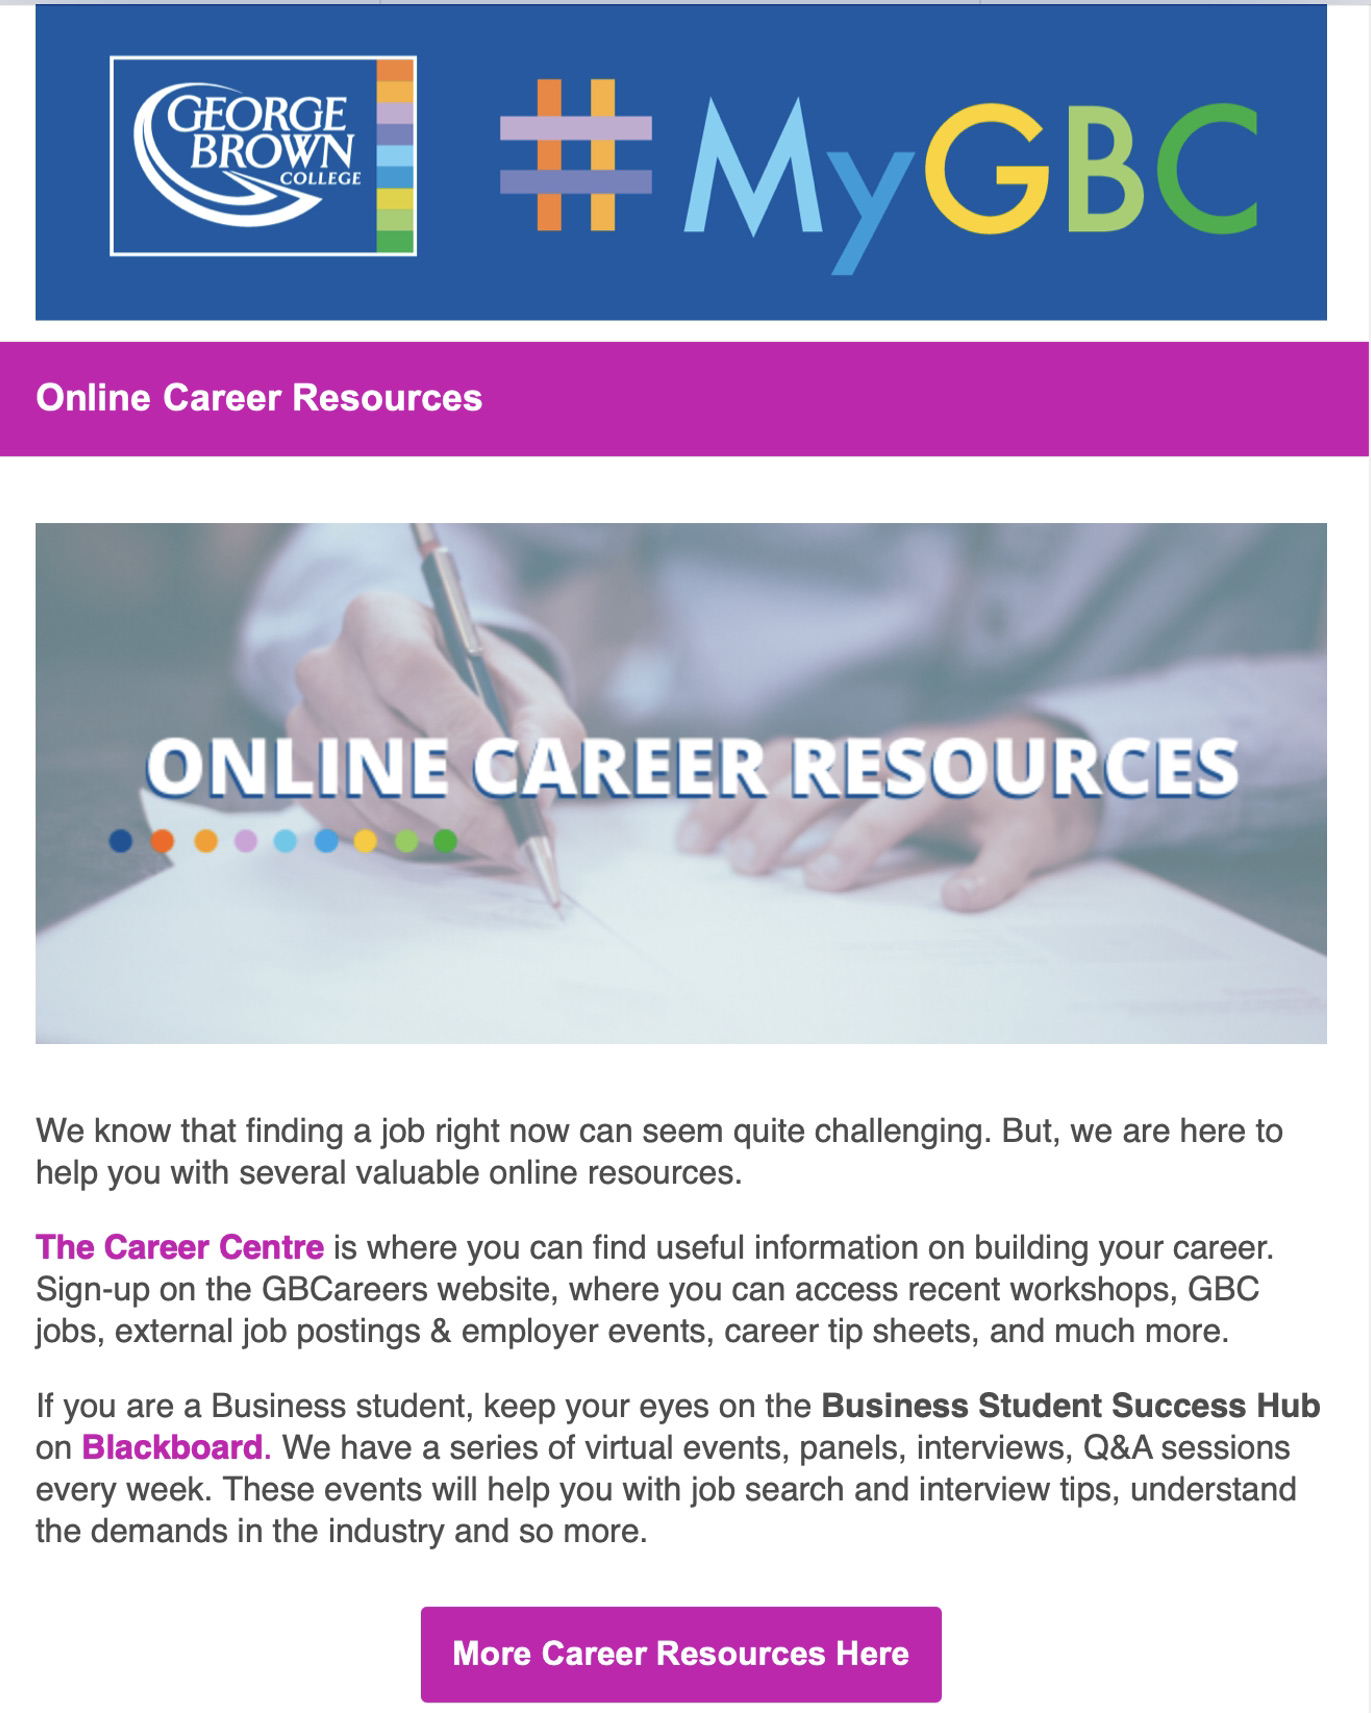 GEORGE
BROWN
COLLEGE
#MyGBC
Online Career Resources
ONLINE CAREER RESOURCES
We know that finding a job right now can seem quite challenging. But, we are here to
help you with several valuable online resources.
The Career Centre is where you can find useful information on building your career.
Sign-up on the GBCareers website, where you can access recent workshops, GBC
jobs, external job postings & employer events, career tip sheets, and much more.
If you are a Business student, keep your eyes on the Business Student Success Hub
on Blackboard. We have a series of virtual events, panels, interviews, Q&A sessions
every week. These events will help you with job search and interview tips, understand
the demands in the industry and so more.
More Career Resources Here